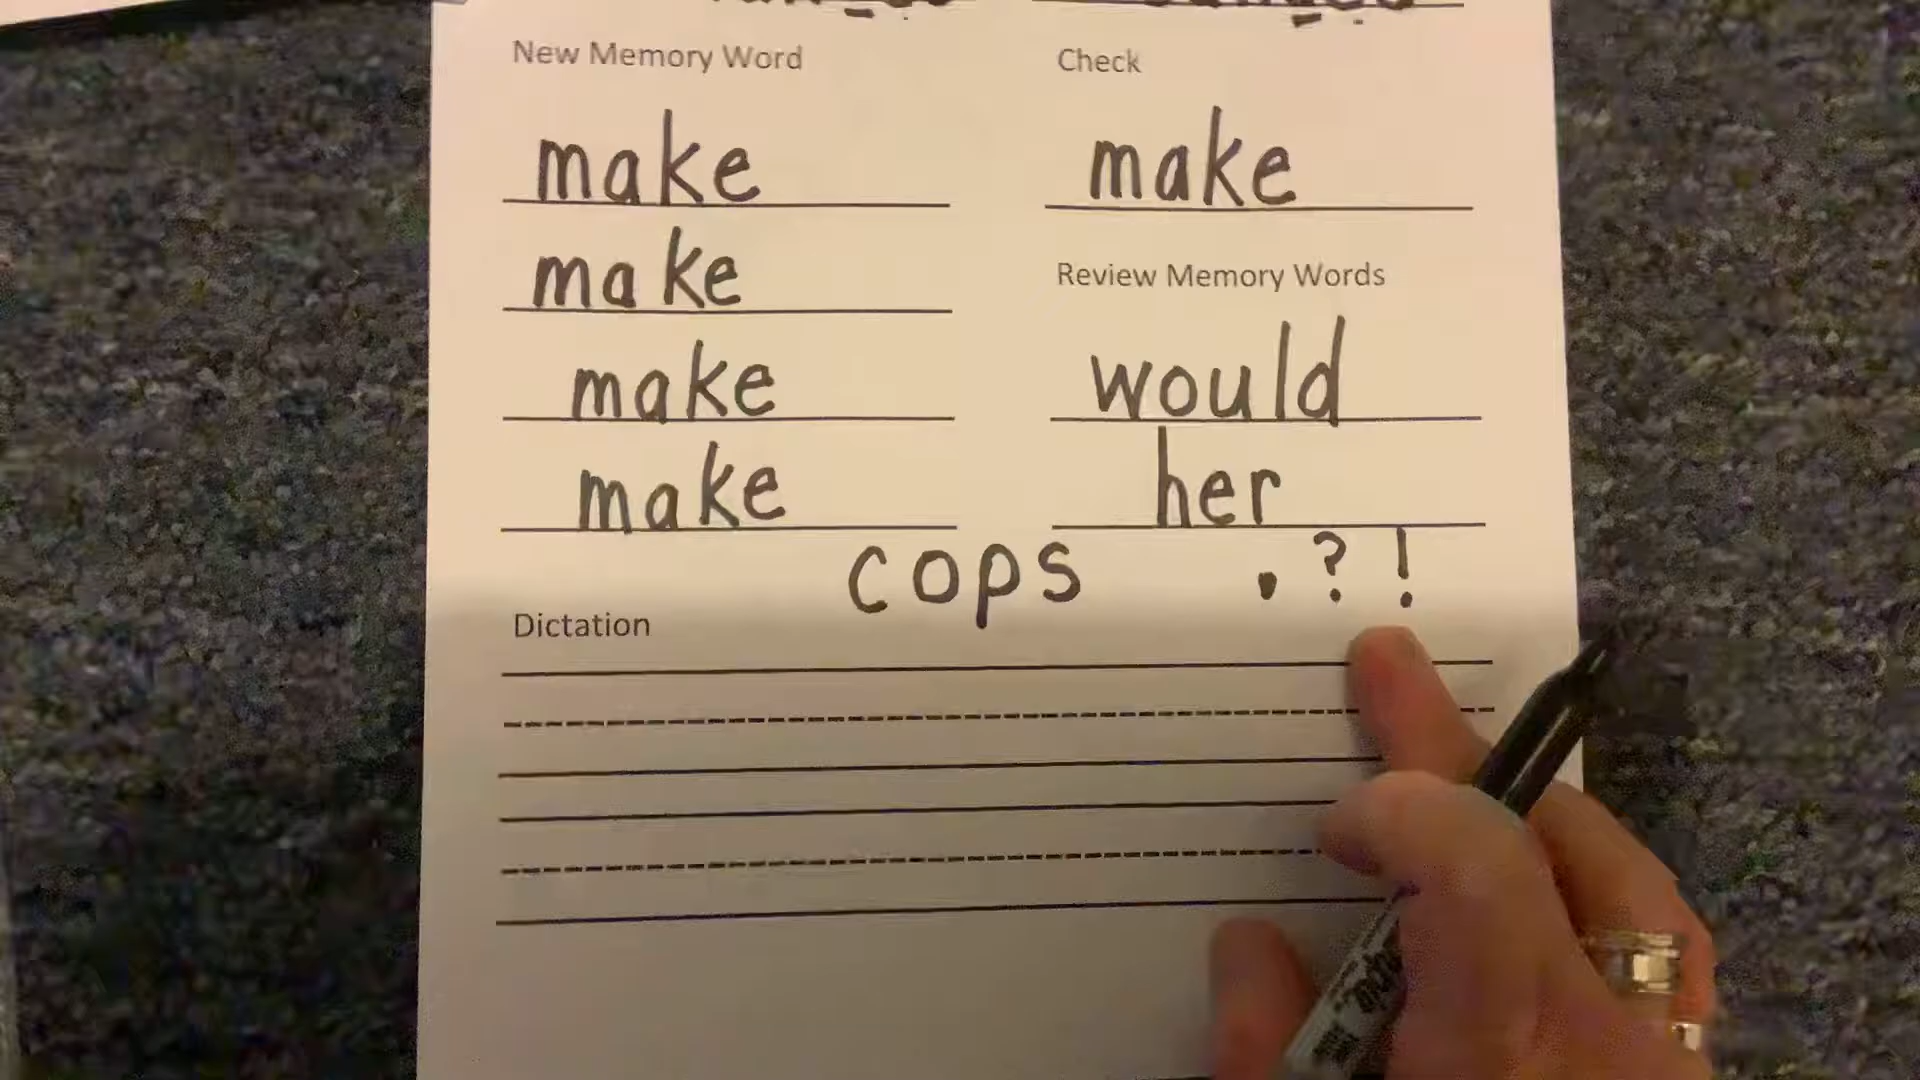 New Memory Word
make
make
make
make
Check
make
Review Memory Words
would
her
cops . ? !
Dictation